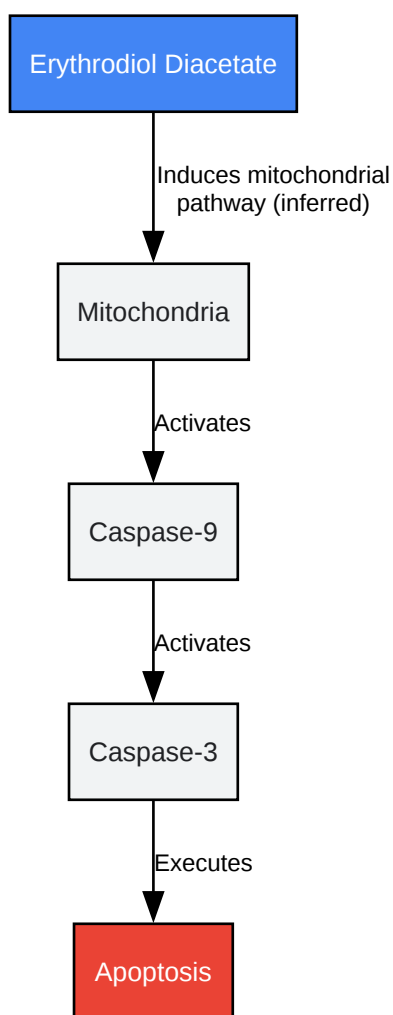 Erythrodiol Diacetate
Induces mitochondrial
pathway (inferred)
Mitochondria
Activates
Caspase-9
Activates
Caspase-3
Executes
Apoptosis